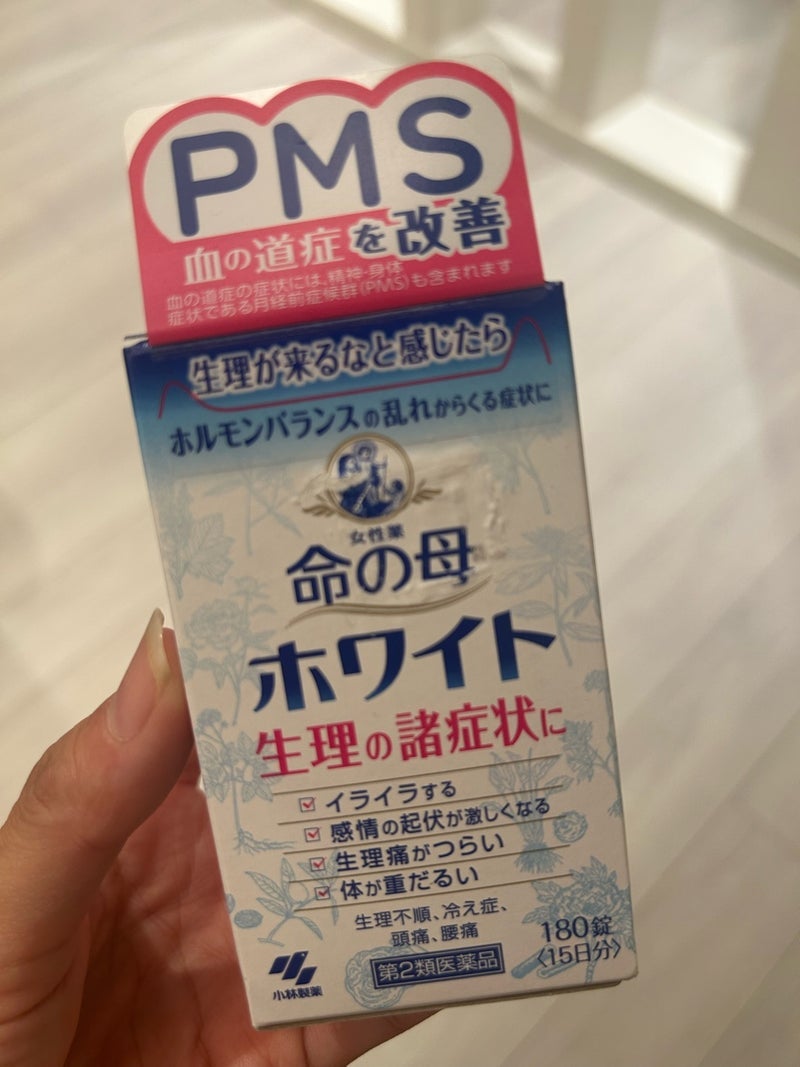 PMS
血の道症を改善
血の道症の症状には、精神・身体
症状である月経前症候群(PMS)も含まれます
生理が来るなと感じたら
ホルモンバランスの乱れからくる症状に
女性薬
命の母
ホワイト
生理の諸症状に
イライラする
感情の起伏が激しくなる
生理痛がつらい
体が重だるい
生理不順、冷え症、
頭痛、腰痛
180錠
〈15日分〉
第2類医薬品
小林製薬